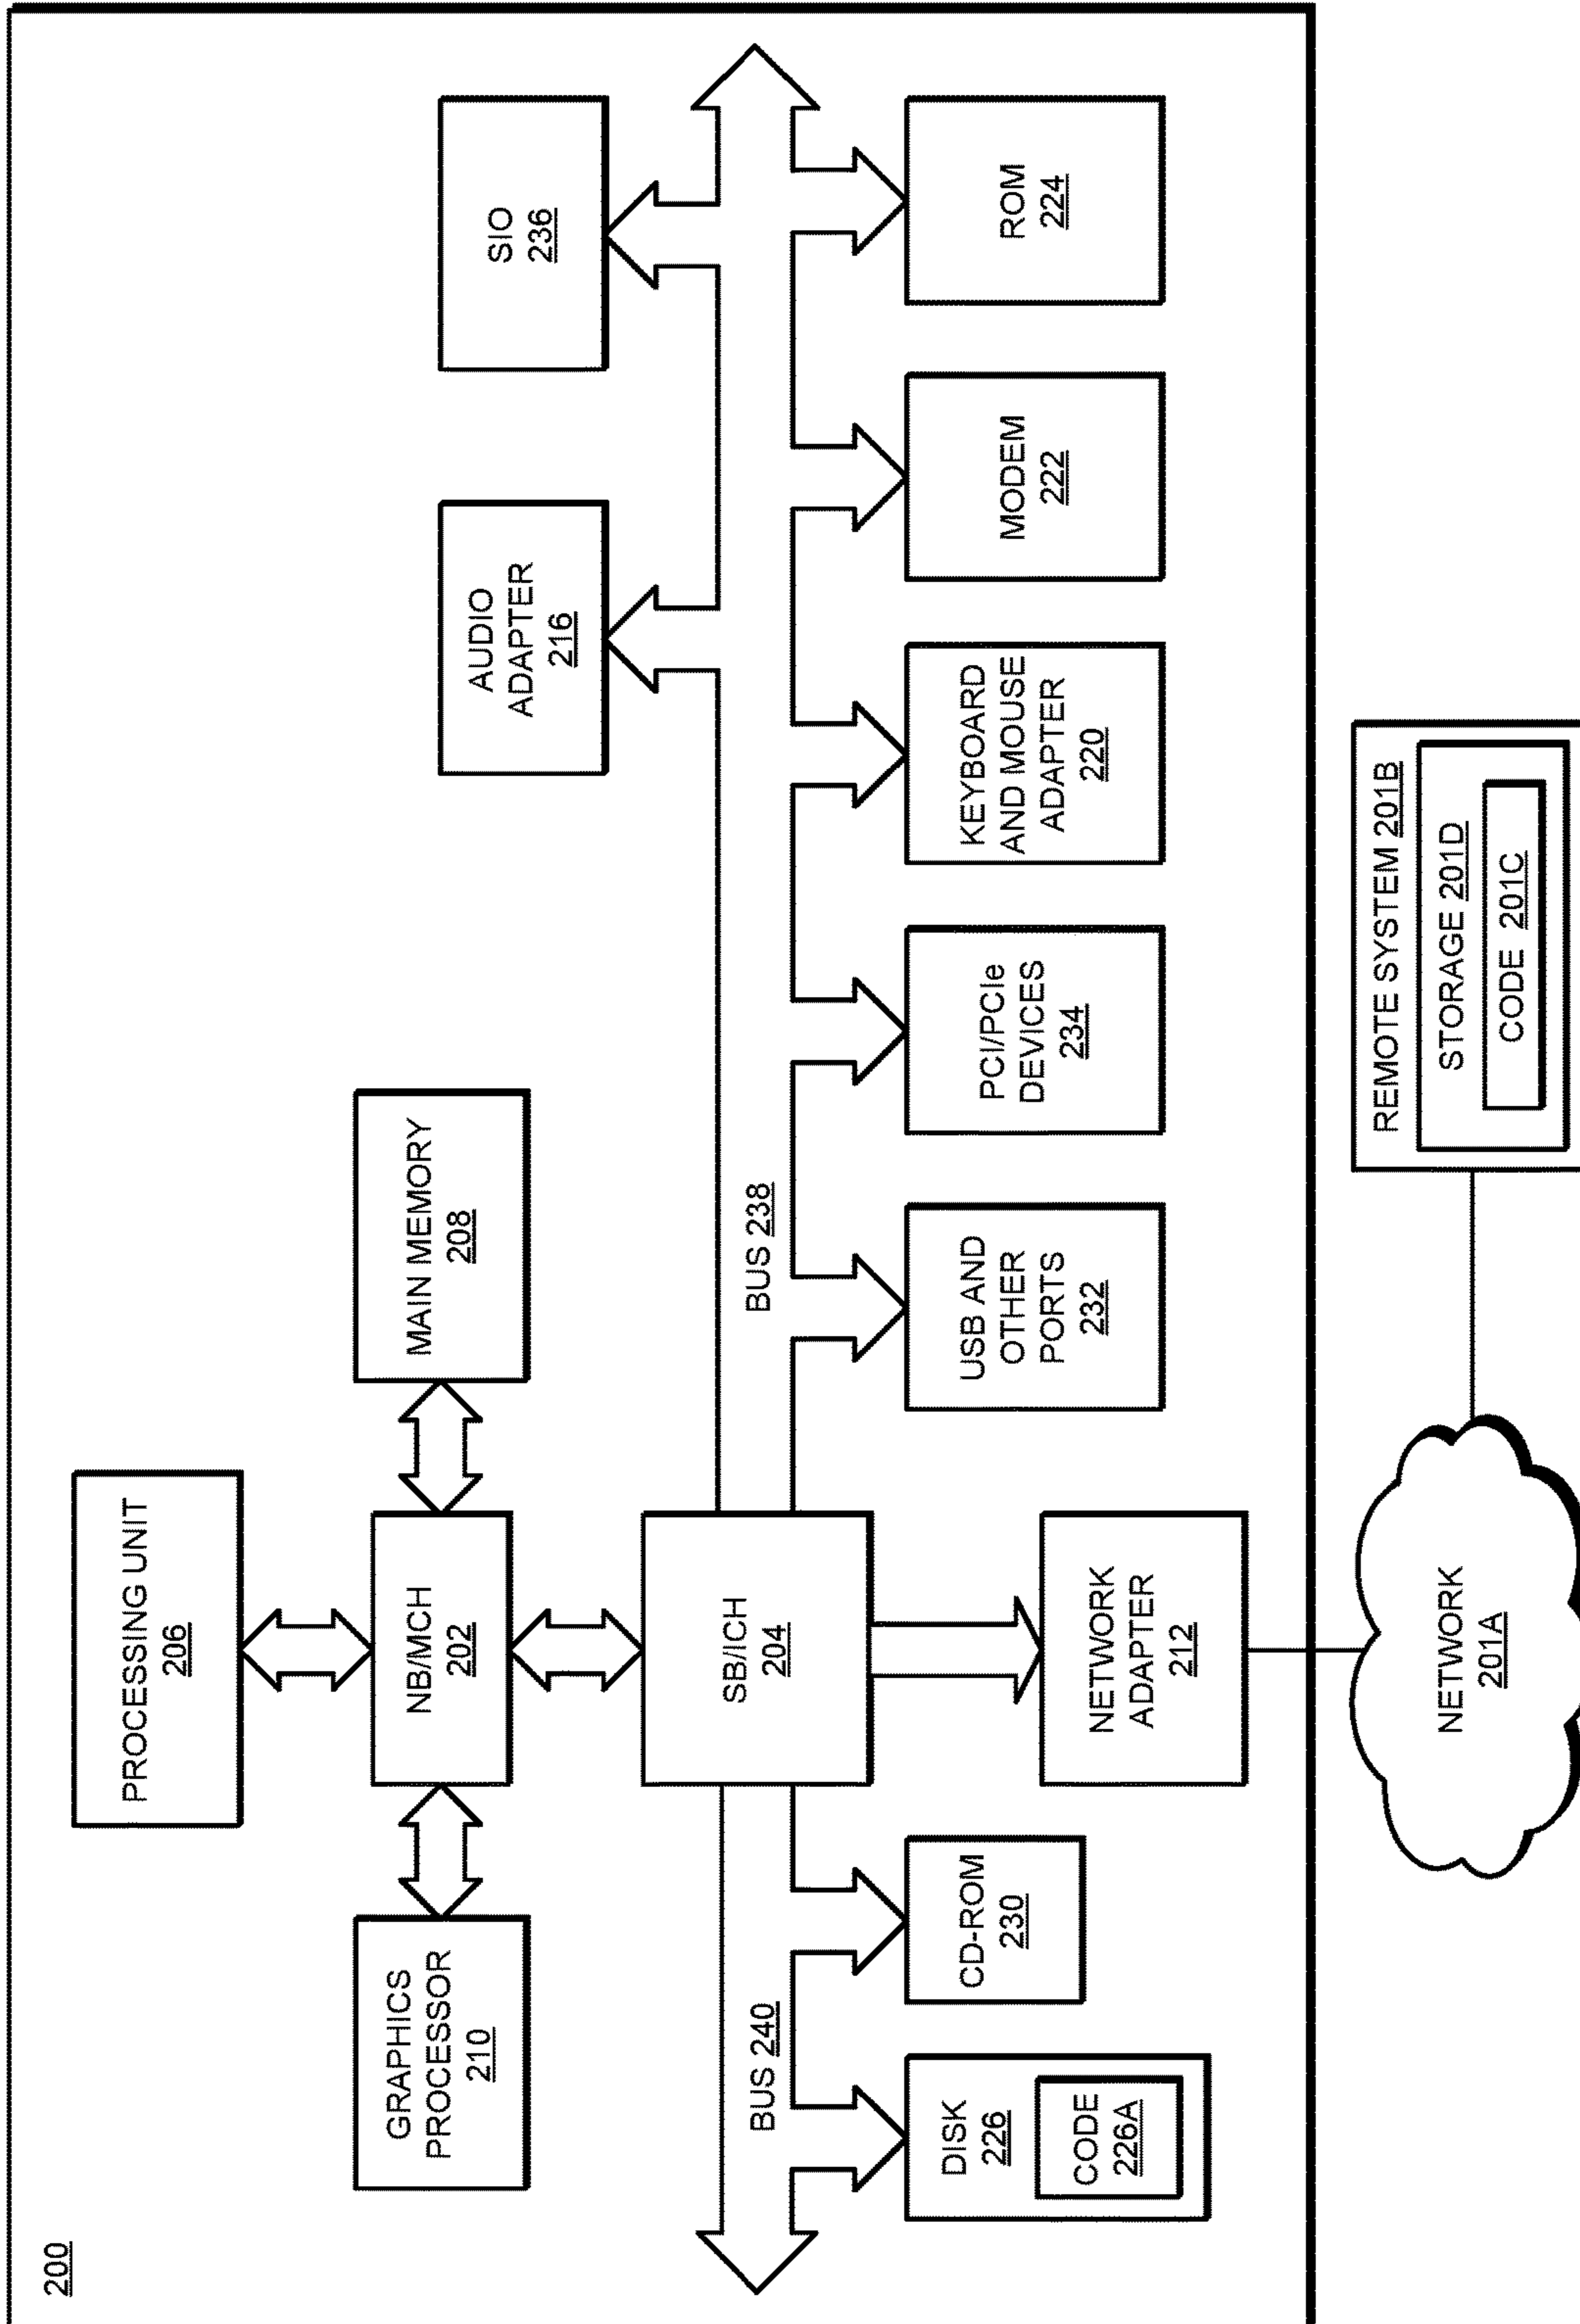 200
PROCESSING UNIT
206
GRAPHICS
PROCESSOR
210
NB/MCH
202
MAIN MEMORY
208
AUDIO
ADAPTER
216
SIO
236
SB/ICH
204
BUS 240
BUS 238
DISK
226
CODE
226A
CD-ROM
230
NETWORK
ADAPTER
212
USB AND
OTHER
PORTS
232
PCI/PCIe
DEVICES
234
KEYBOARD
AND MOUSE
ADAPTER
220
MODEM
222
ROM
224
NETWORK
201A
REMOTE SYSTEM 201B
STORAGE 201D
CODE 201C